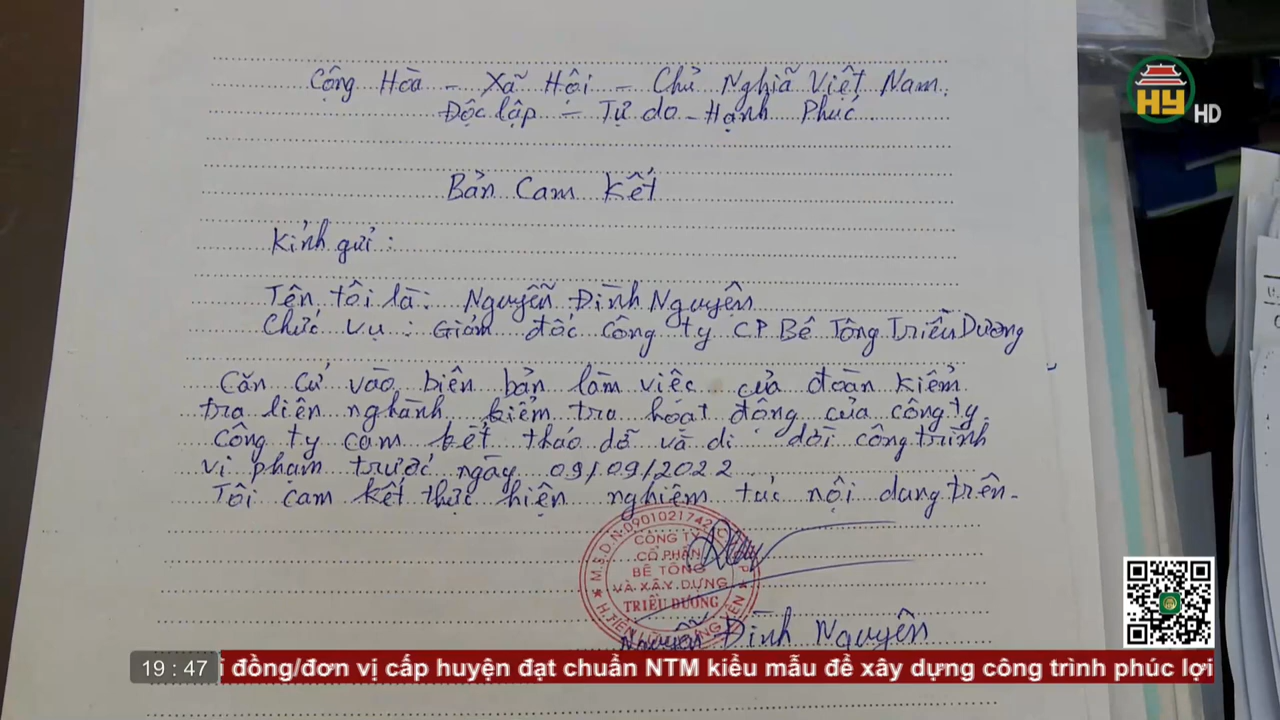 Cộng Hòa - Xã Hội - Chủ Nghĩã Việt Nam.
Độc lập - Tự do - Hạnh Phúc
Bản Cam Kết
Kính gửi :
Tên tôi là: Nguyễn Đình Nguyên
Chức vụ : Giám đốc Công ty CP Bê Tông Triều Dương
Căn Cứ vào biên bản làm việc của đoàn kiểm
tra liên nghành kiểm tra hoạt động của công ty.
Công ty cam kết tháo dỡ và di dời công trình
vi phạm trước ngày 09/09/2022.
Tôi cam kết thực hiện nghiêm túc nội dung trên-
M.S.D.N:0901021742
CÔNG TY
CỔ PHẦN
BÊ TÔNG
VÀ XÂY DỰNG
TRIỀU DƯƠNG
Nguyễn Đình Nguyên
HY HD
19 : 47
i đồng/đơn vị cấp huyện đạt chuẩn NTM kiểu mẫu để xây dựng công trình phúc lợi